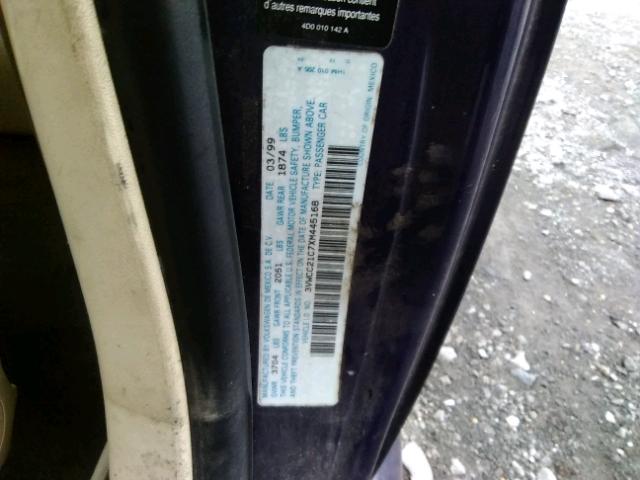 d'autres remarques importantes
4D0 010 142 A
MANUFACTURED BY VOLKSWAGEN DE MEXICO S.A. DE C.V. DATE 03/99
GVWR 3704 LBS GAWR FRONT 2051 LBS GAWR REAR 1874 LBS
THIS VEHICLE CONFORMS TO ALL APPLICABLE U.S. FEDERAL MOTOR VEHICLE SAFETY, BUMPER,
AND THEFT PREVENTION STANDARDS IN EFFECT ON THE DATE OF MANUFACTURE SHOWN ABOVE.
VEHICLE I.D. NO. 3VWCC21C7XM445168 TYPE: PASSENGER CAR
COUNTRY OF ORIGIN: MEXICO